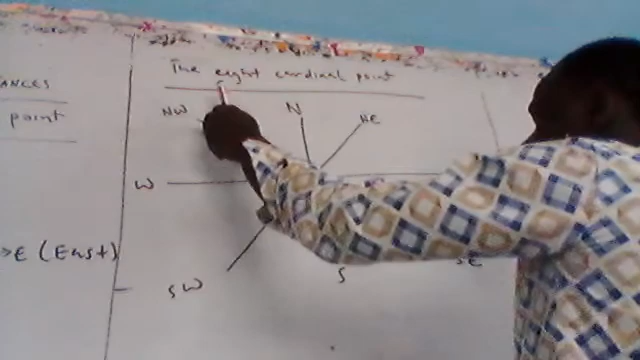 ANCES
point
>E (East)
The eight cardinal point
NW
N
NE
W
SW
S
SE